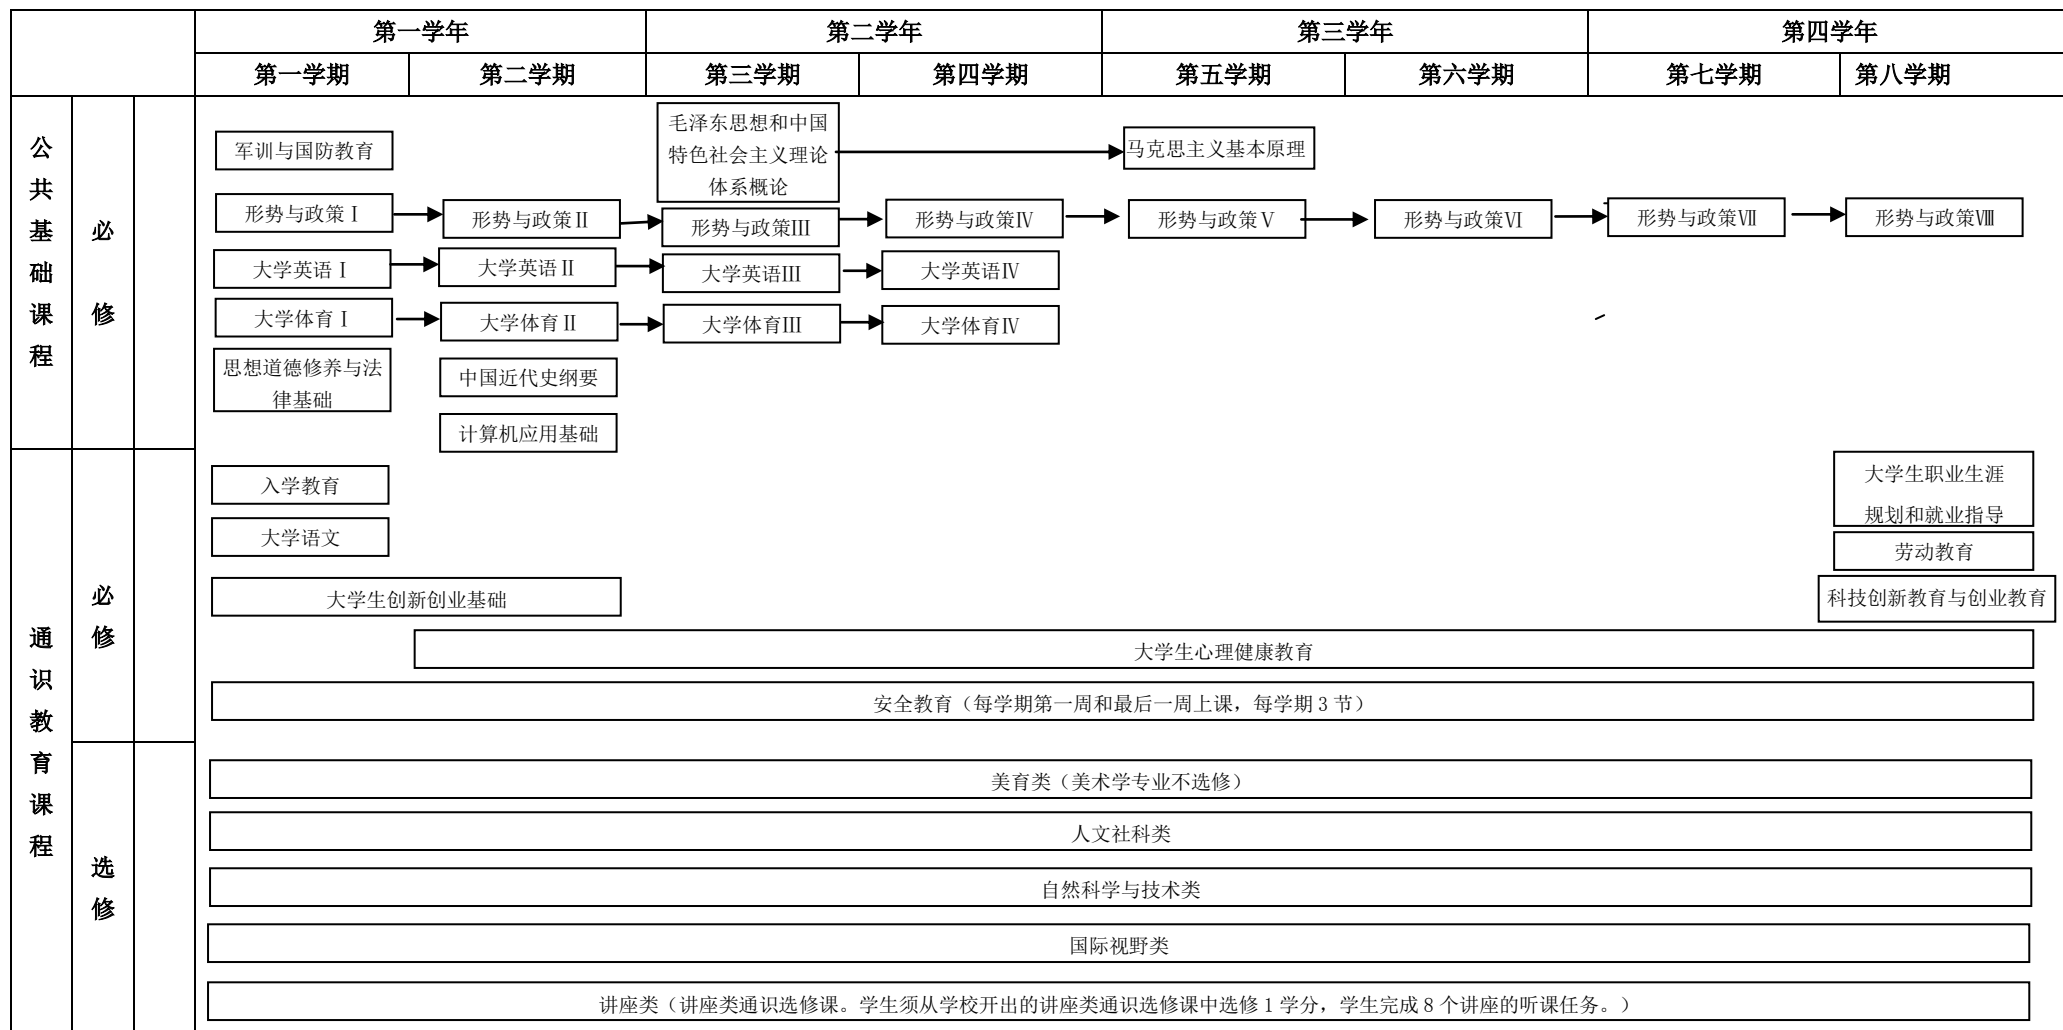 第一学年
第二学年
第三学年
第四学年
第一学期
第二学期
第三学期
第四学期
第五学期
第六学期
第七学期
第八学期
公共基础课程
必修
军训与国防教育
毛泽东思想和中国
特色社会主义理论
体系概论
马克思主义基本原理
形势与政策Ⅰ
形势与政策Ⅱ
形势与政策Ⅲ
形势与政策Ⅳ
形势与政策Ⅴ
形势与政策Ⅵ
形势与政策Ⅶ
形势与政策Ⅷ
大学英语Ⅰ
大学英语Ⅱ
大学英语Ⅲ
大学英语Ⅳ
大学体育Ⅰ
大学体育Ⅱ
大学体育Ⅲ
大学体育Ⅳ
思想道德修养与法
律基础
中国近代史纲要
计算机应用基础
通识教育课程
必修
入学教育
大学语文
大学生职业生涯
规划和就业指导
劳动教育
大学生创新创业基础
科技创新教育与创业教育
大学生心理健康教育
安全教育（每学期第一周和最后一周上课，每学期 3 节）
选修
美育类（美术学专业不选修）
人文社科类
自然科学与技术类
国际视野类
讲座类（讲座类通识选修课。学生须从学校开出的讲座类通识选修课中选修 1 学分，学生完成 8 个讲座的听课任务。）